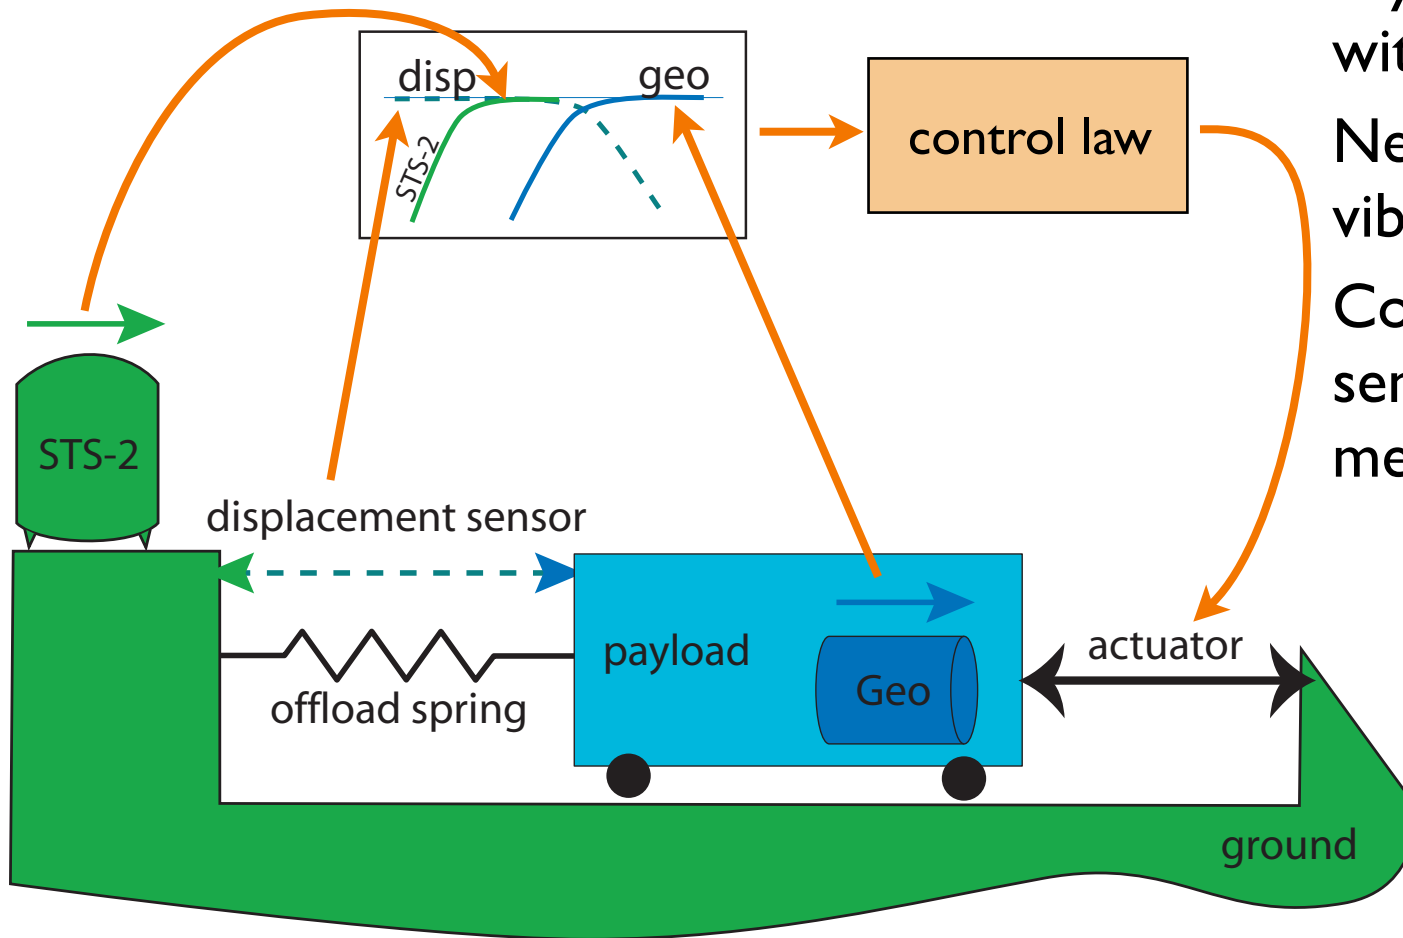 disp
geo
STS-2
control law
STS-2
displacement sensor
offload spring
payload
Geo
actuator
ground